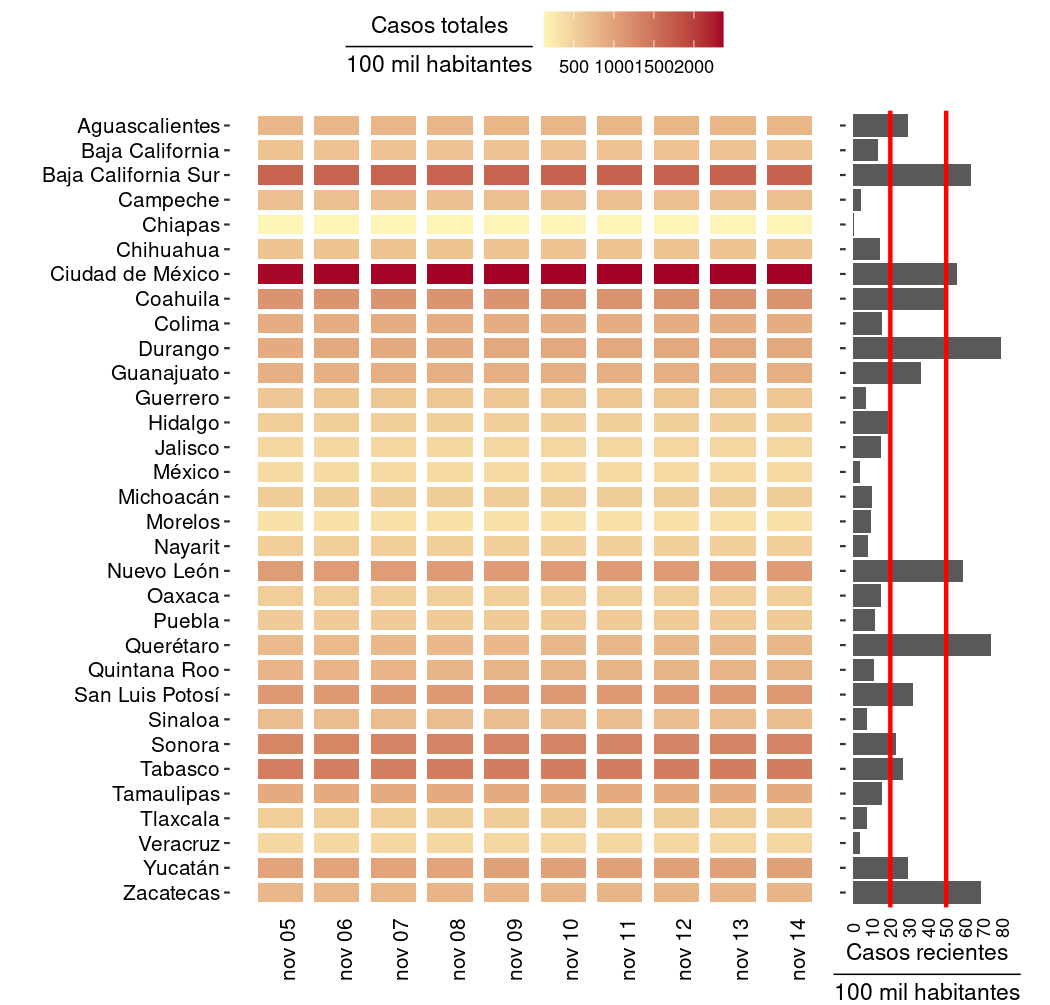 Casos totales
100 mil habitantes
500 1000 1500 2000
Aguascalientes
Baja California
Baja California Sur
Campeche
Chiapas
Chihuahua
Ciudad de México
Coahuila
Colima
Durango
Guanajuato
Guerrero
Hidalgo
Jalisco
México
Michoacán
Morelos
Nayarit
Nuevo León
Oaxaca
Puebla
Querétaro
Quintana Roo
San Luis Potosí
Sinaloa
Sonora
Tabasco
Tamaulipas
Tlaxcala
Veracruz
Yucatán
Zacatecas
nov 05
nov 06
nov 07
nov 08
nov 09
nov 10
nov 11
nov 12
nov 13
nov 14
0
10
20
30
40
50
60
70
80
Casos recientes
100 mil habitantes